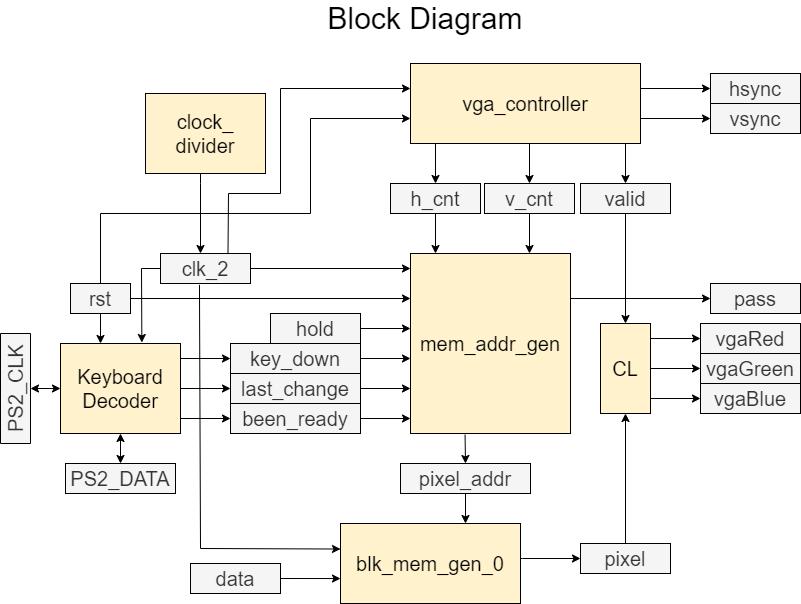 Block Diagram
vga_controller
hsync
vsync
clock_
divider
h_cnt
v_cnt
valid
clk_2
rst
pass
hold
mem_addr_gen
vgaRed
key_down
CL
vgaGreen
PS2_CLK
Keyboard
Decoder
last_change
vgaBlue
been_ready
PS2_DATA
pixel_addr
blk_mem_gen_0
pixel
data